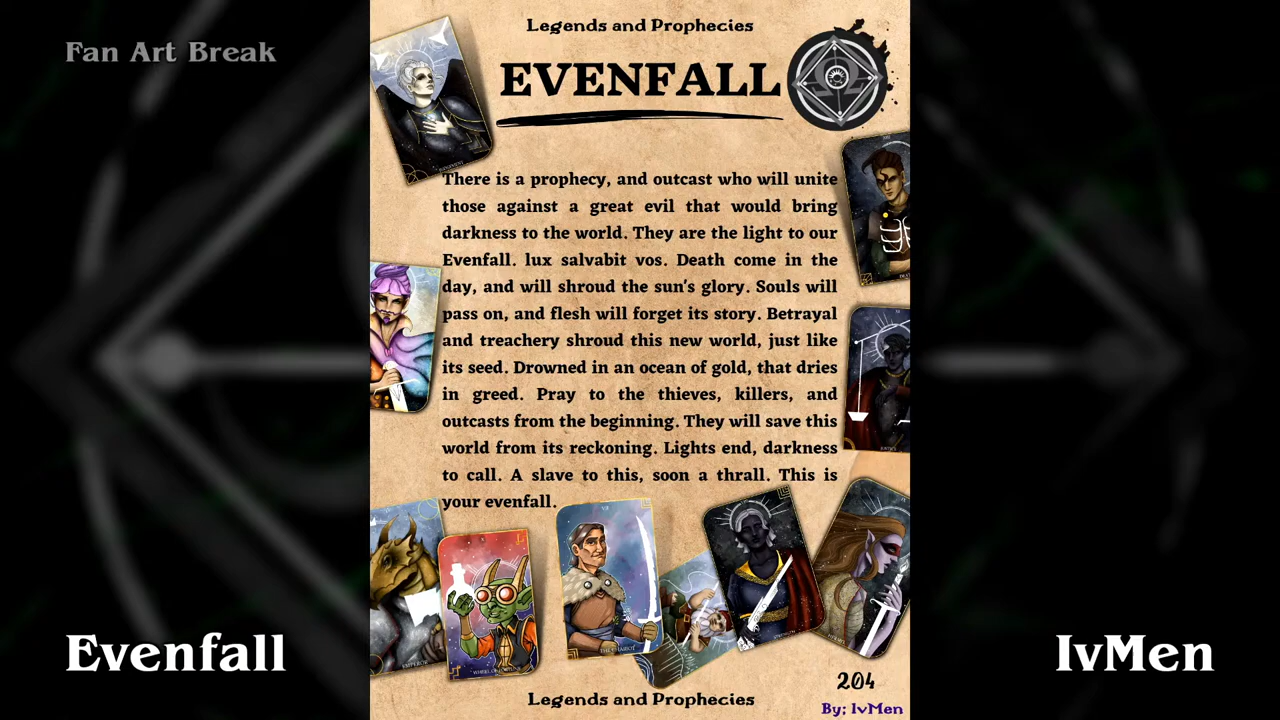 Fan Art Break
Legends and Prophecies
EVENFALL
There is a prophecy, and outcast who will unite
those against a great evil that would bring
darkness to the world. They are the light to our
Evenfall. lux salvabit vos. Death come in the
day, and will shroud the sun's glory. Souls will
pass on, and flesh will forget its story. Betrayal
and treachery shroud this new world, just like
its seed. Drowned in an ocean of gold, that dries
in greed. Pray to the thieves, killers, and
outcasts from the beginning. They will save this
world from its reckoning. Lights end, darkness
to call. A slave to this, soon a thrall. This is
your evenfall.
EMPEROR
THE CHARIOT
Evenfall
IvMen
204
Legends and Prophecies
By; IvMen